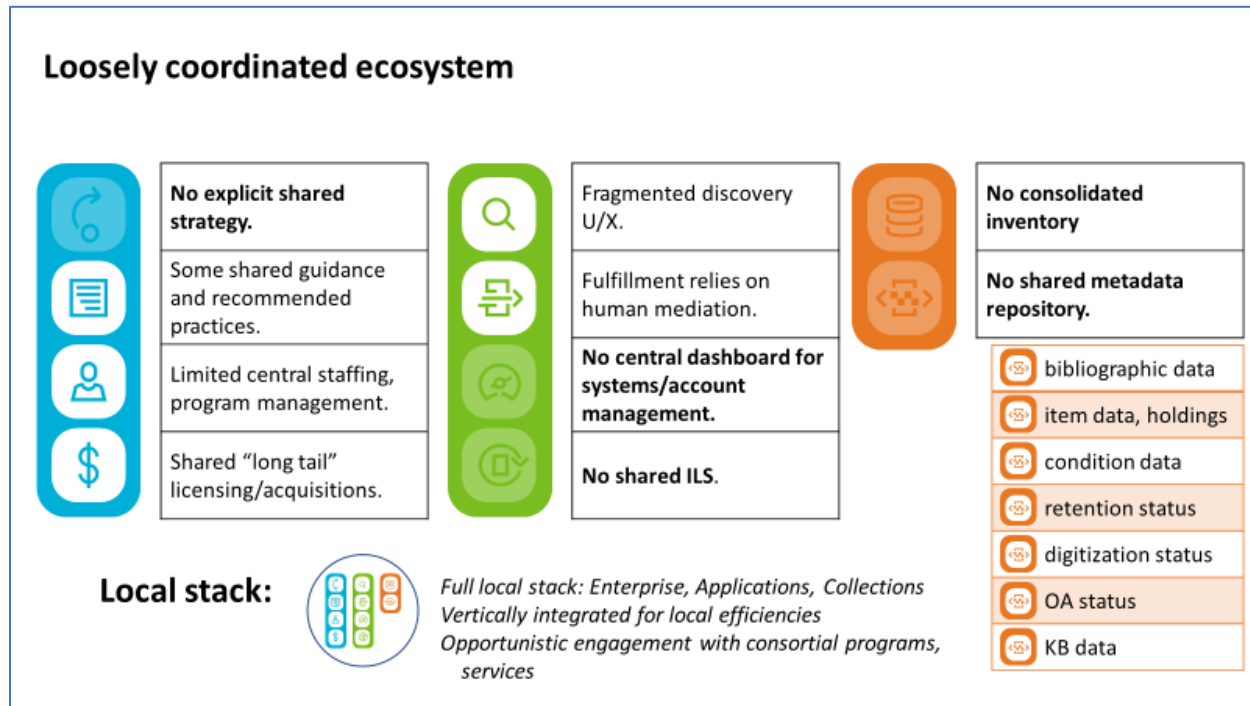 Loosely coordinated ecosystem
No explicit shared
strategy.
Some shared guidance
and recommended
practices.
Limited central staffing,
program management.
$
Shared “long tail”
licensing/acquisitions.
Fragmented discovery
U/X.
Fulfillment relies on
human mediation.
No central dashboard for
systems/account
management.
No shared ILS.
No consolidated
inventory
No shared metadata
repository.
bibliographic data
item data, holdings
condition data
retention status
digitization status
OA status
KB data
Local stack:
Full local stack: Enterprise, Applications, Collections
Vertically integrated for local efficiencies
Opportunistic engagement with consortial programs,
services